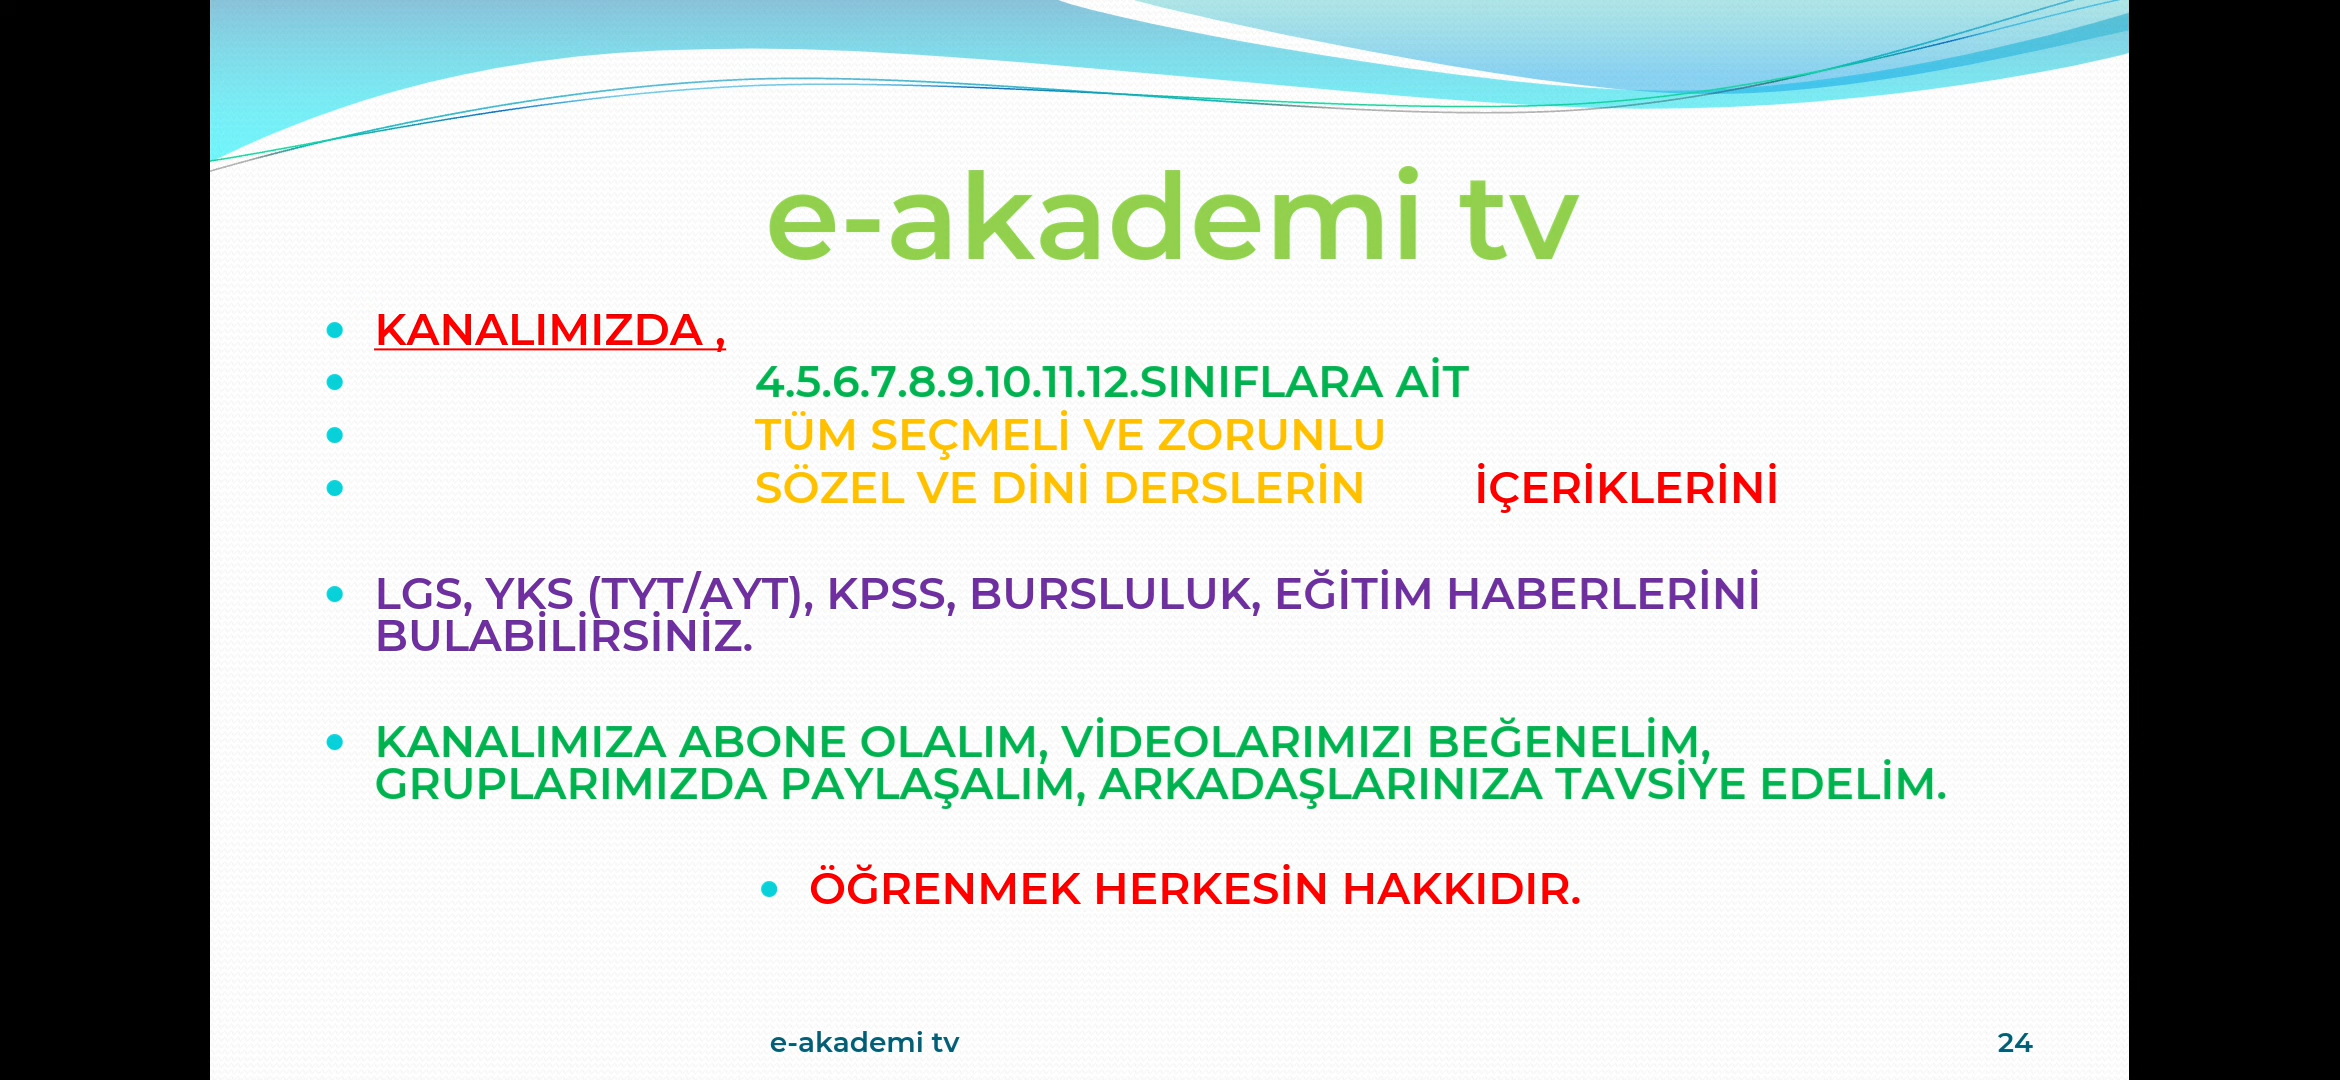 e-akademi tv
KANALIMIZDA ,
4.5.6.7.8.9.10.11.12.SINIFLARA AİT
TÜM SEÇMELİ VE ZORUNLU
SÖZEL VE DİNİ DERSLERİN İÇERİKLERİNİ
LGS, YKS (TYT/AYT), KPSS, BURSLULUK, EĞİTİM HABERLERİNİ
BULABİLİRSİNİZ.
KANALIMIZA ABONE OLALIM, VİDEOLARIMIZI BEĞENELİM,
GRUPLARIMIZDA PAYLAŞALIM, ARKADAŞLARINIZA TAVSİYE EDELİM.
ÖĞRENMEK HERKESİN HAKKIDIR.
e-akademi tv
24